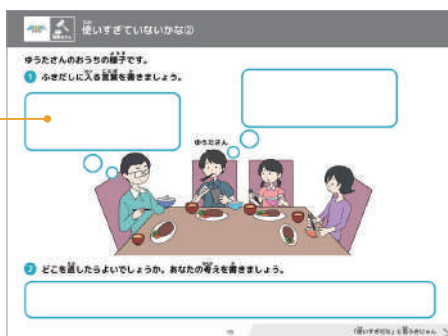 使いすぎていないかな②
ゆうたさんのおうちの様子です。
① ふきだしに入る言葉を書きましょう。
ゆうたさん
② どこを直したらよいでしょうか。あなたの考えを書きましょう。